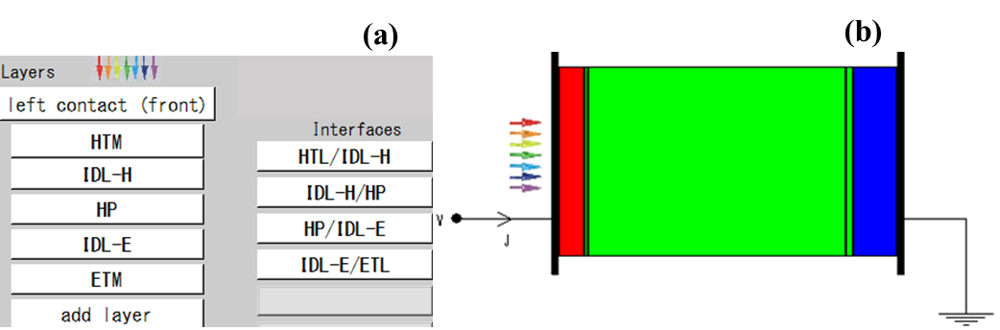 (a)
(b)
Layers
left contact (front)
Interfaces
HTM
HTL/IDL-H
IDL-H
IDL-H/HP
HP
HP/IDL-E
IDL-E
IDL-E/ETL
ETM
add layer
V
J